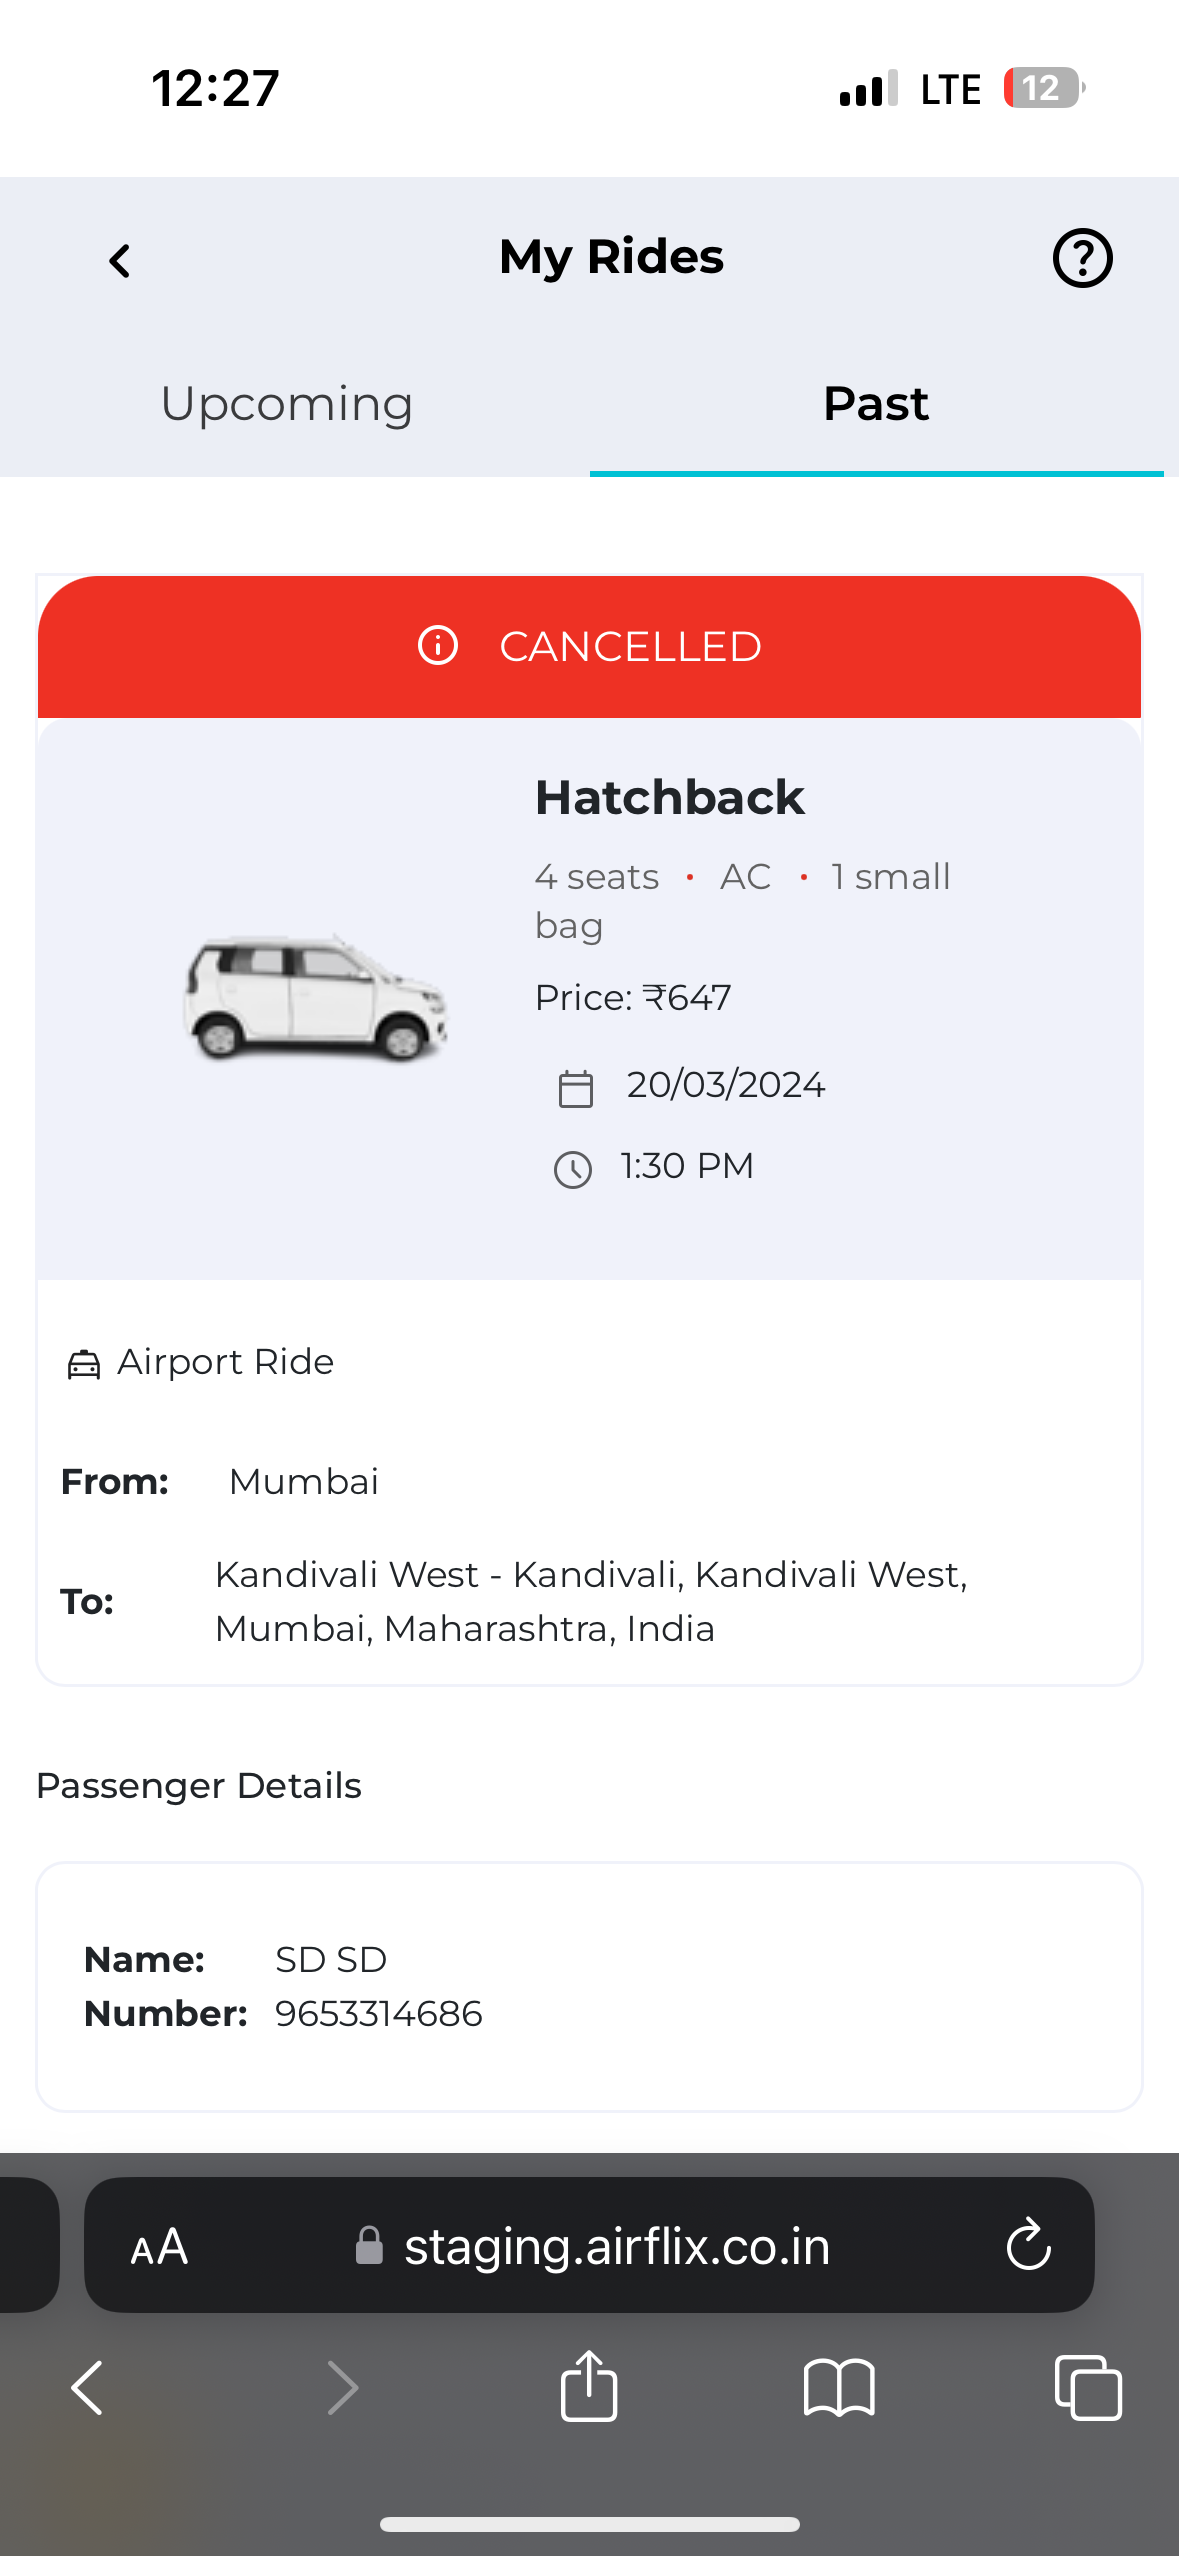 12:27
LTE
12
My Rides
Upcoming
Past
CANCELLED
Hatchback
4 seats • AC • 1 small
bag
Price: ₹647
20/03/2024
1:30 PM
Airport Ride
From: Mumbai
To: Kandivali West - Kandivali, Kandivali West,
Mumbai, Maharashtra, India
Passenger Details
Name: SD SD
Number: 9653314686
AA
staging.airflix.co.in